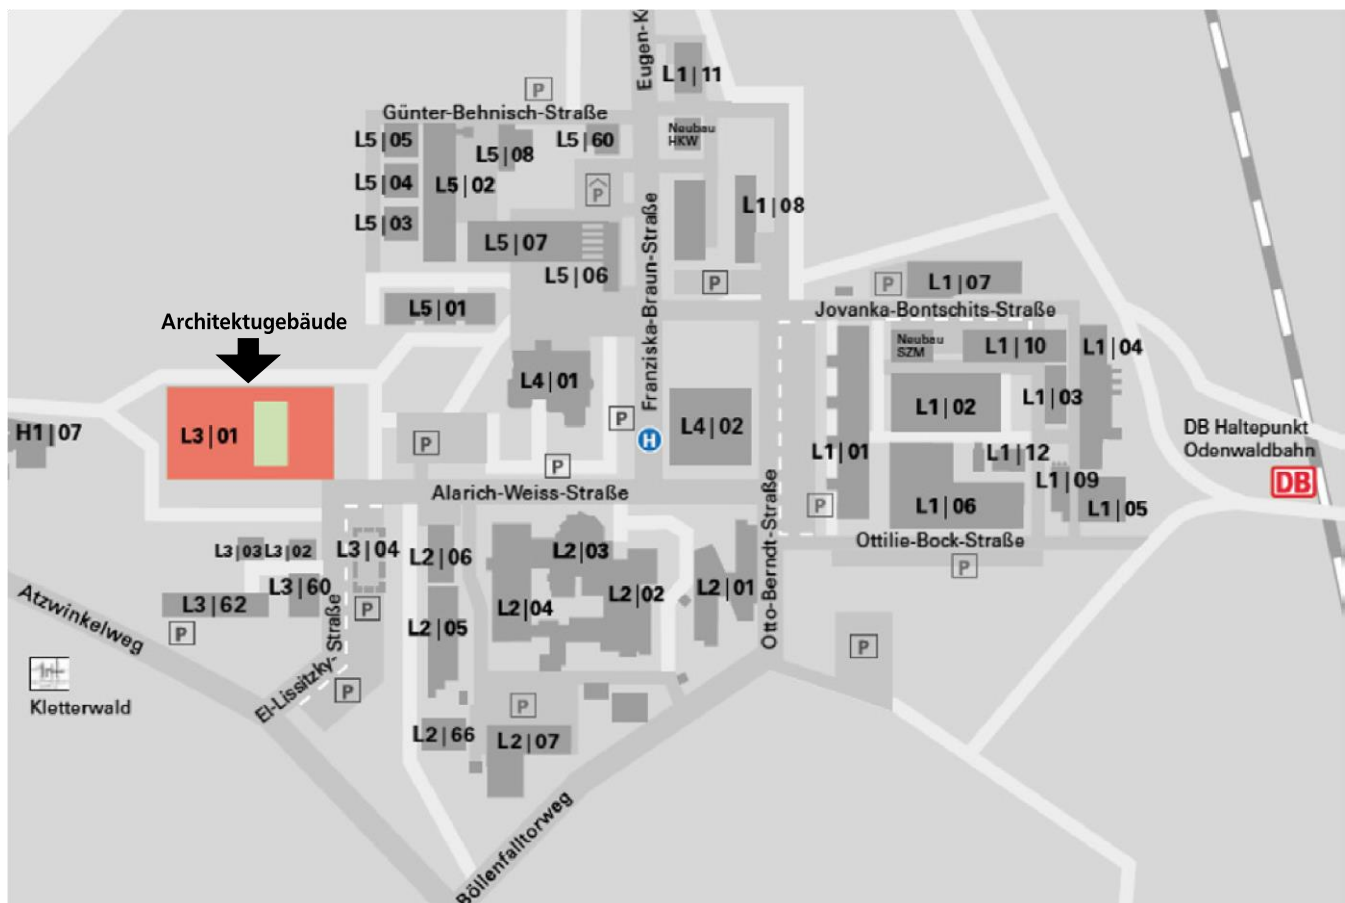 Eugen-K
L1|11
P
Günter-Behnisch-Straße
L5|05
L5|08
L5|60
Neubau
HKW
L5|04
L5|02
P
L1|08
L5|03
L5|07
Franziska-Braun-Straße
L5|06
P
P
L1|07
L5|01
Jovanka-Bontschits-Straße
Architektugebäude
Neubau
SZM
L1|10
L1|04
L4|01
L1|03
L1|02
P
L4|02
H
H1|07
L3|01
P
L1|01
L1|12
DB Haltepunkt
Odenwaldbahn
DB
P
L1|09
Alarich-Weiss-Straße
P
L1|06
L1|05
Otto-Berndt-Straße
Ottilie-Bock-Straße
P
L3|03
L3|02
L3|04
L2|06
L2|03
L3|60
L2|01
L2|02
L3|62
P
L2|04
L2|05
Atzwinkelweg
P
P
El-Lissitzky-Straße
P
Kletterwald
P
L2|66
L2|07
Böllenfalltorweg